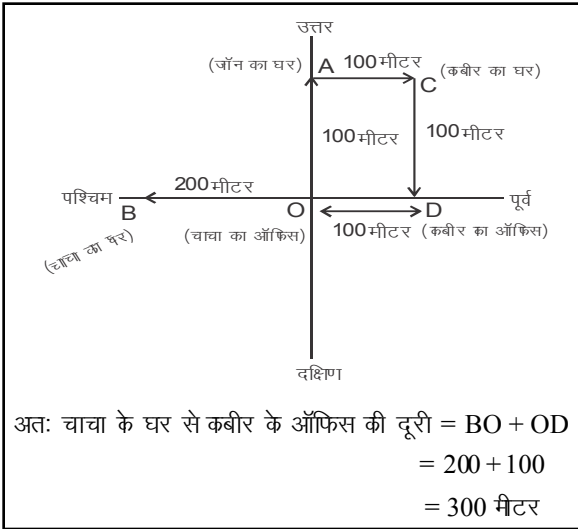 उत्तर
(जॉन का घर) A 100 मीटर C (कबीर का घर)
100 मीटर 100 मीटर
पश्चिम 200 मीटर पूर्व
B O D
(चाचा का घर) (चाचा का ऑफिस) 100 मीटर (कबीर का ऑफिस)
दक्षिण
अतः चाचा के घर से कबीर के ऑफिस की दूरी = BO + OD
= 200 + 100
= 300 मीटर